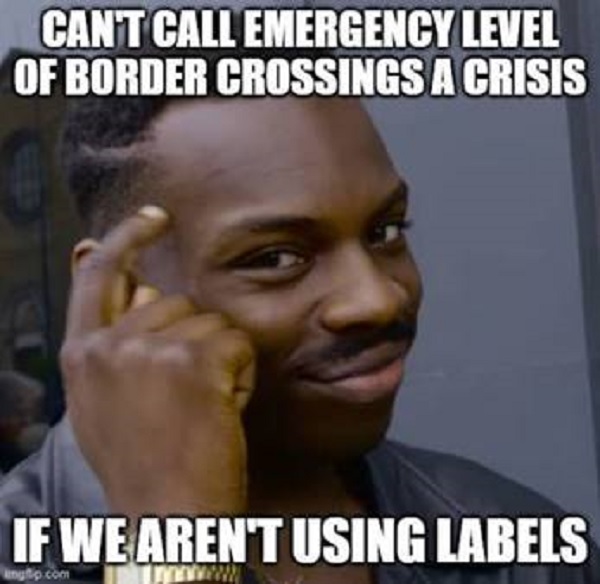 CAN'T CALL EMERGENCY LEVEL
OF BORDER CROSSINGS A CRISIS
IF WE AREN'T USING LABELS
imgflip.com